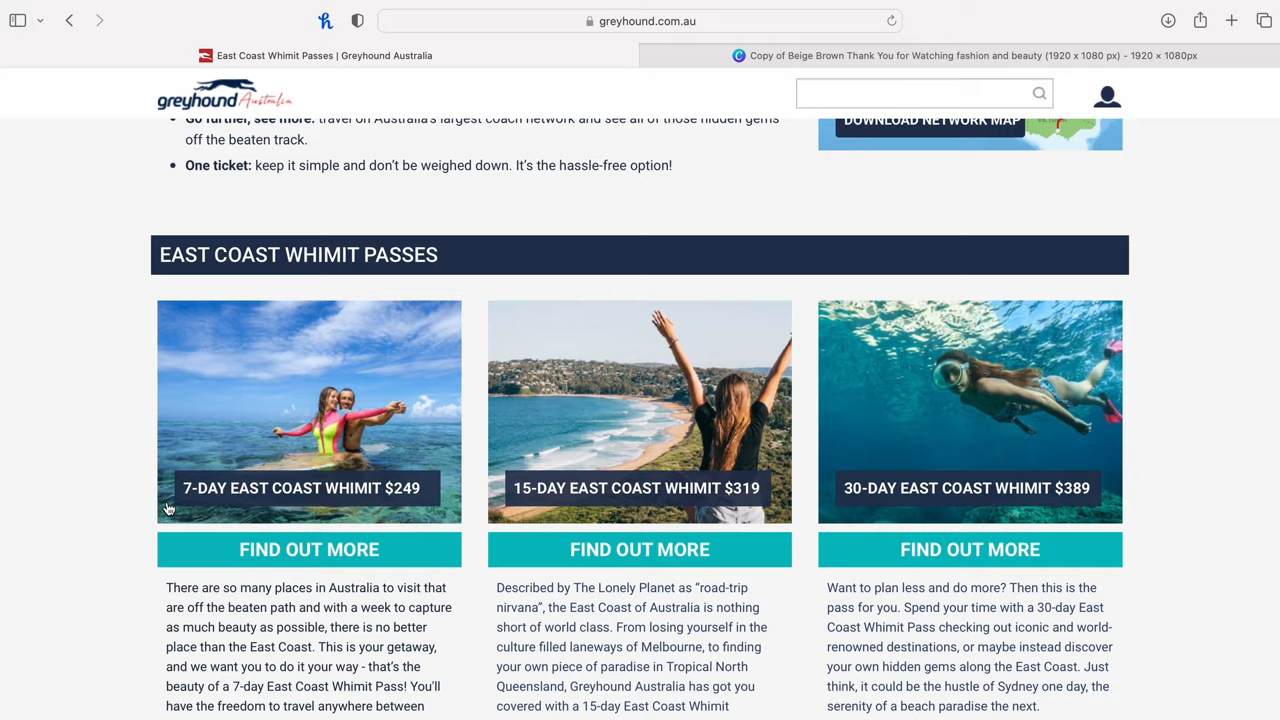 greyhound.com.au
East Coast Whimit Passes | Greyhound Australia
Copy of Beige Brown Thank You for Watching fashion and beauty (1920 x 1080 px) – 1920 × 1080px
greyhound Australia
Go further, see more: travel on Australia's largest coach network and see all of those hidden gems
off the beaten track.
DOWNLOAD NETWORK MAP
One ticket: keep it simple and don't be weighed down. It's the hassle-free option!
EAST COAST WHIMIT PASSES
7-DAY EAST COAST WHIMIT $249
FIND OUT MORE
There are so many places in Australia to visit that
are off the beaten path and with a week to capture
as much beauty as possible, there is no better
place than the East Coast. This is your getaway,
and we want you to do it your way - that's the
beauty of a 7-day East Coast Whimit Pass! You'll
have the freedom to travel anywhere between
15-DAY EAST COAST WHIMIT $319
FIND OUT MORE
Described by The Lonely Planet as "road-trip
nirvana", the East Coast of Australia is nothing
short of world class. From losing yourself in the
culture filled laneways of Melbourne, to finding
your own piece of paradise in Tropical North
Queensland, Greyhound Australia has got you
covered with a 15-day East Coast Whimit
30-DAY EAST COAST WHIMIT $389
FIND OUT MORE
Want to plan less and do more? Then this is the
pass for you. Spend your time with a 30-day East
Coast Whimit Pass checking out iconic and world-
renowned destinations, or maybe instead discover
your own hidden gems along the East Coast. Just
think, it could be the hustle of Sydney one day, the
serenity of a beach paradise the next.